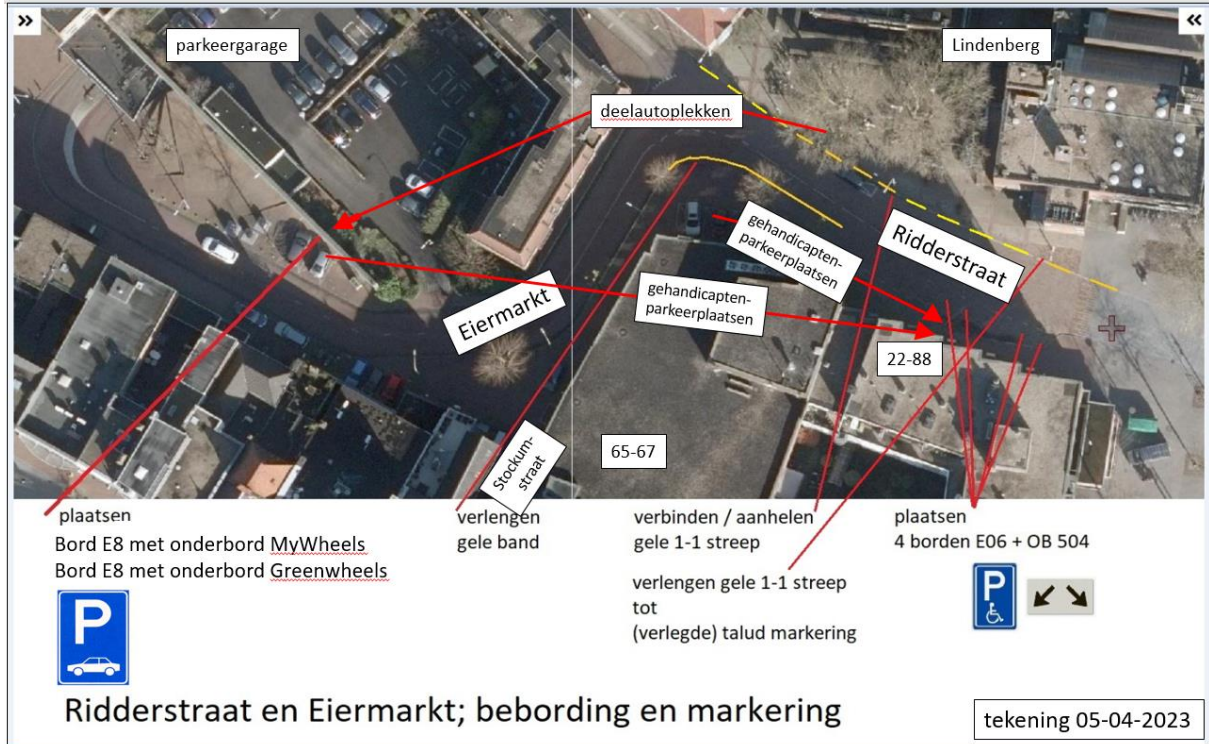 »
«
parkeergarage
Lindenberg
deelautoplekken
gehandicapten-
parkeerplaatsen
Ridderstraat
gehandicapten-
parkeerplaatsen
Eiermarkt
22-88
65-67
Stockum-
straat
plaatsen
Bord E8 met onderbord MyWheels
Bord E8 met onderbord Greenwheels
P
verlengen
gele band
verbinden / aanhelen
gele 1-1 streep
verlengen gele 1-1 streep
tot
(verlegde) talud markering
plaatsen
4 borden E06 + OB 504
P
Ridderstraat en Eiermarkt; bebording en markering
tekening 05-04-2023